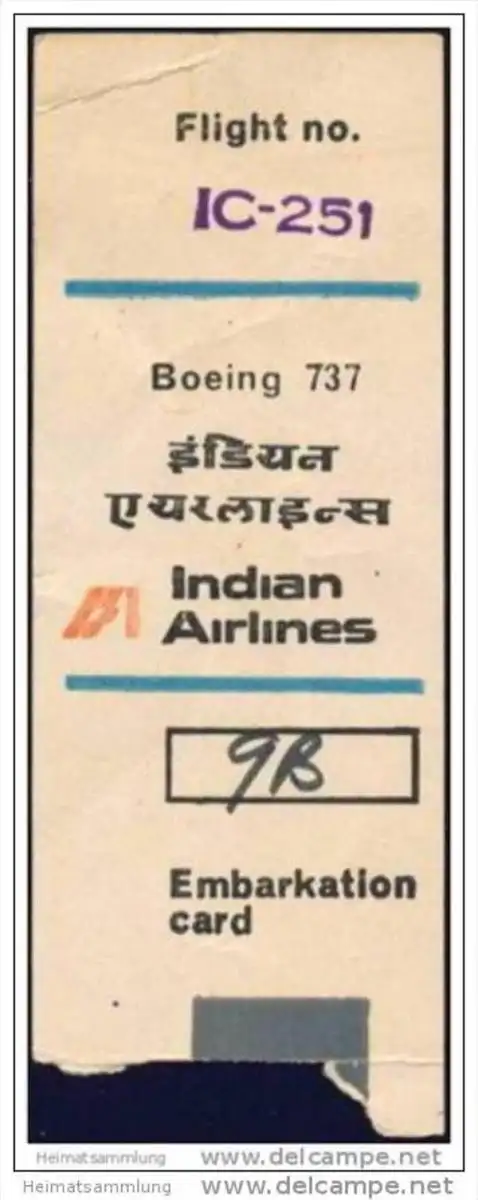 Flight no.
IC-251
Boeing 737
इंडियन
एयरलाइन्स
Indian
Airlines
9B
Embarkation
card
Heimatsammlung www.delcampe.net
Heimatsammlung www.delcampe.net